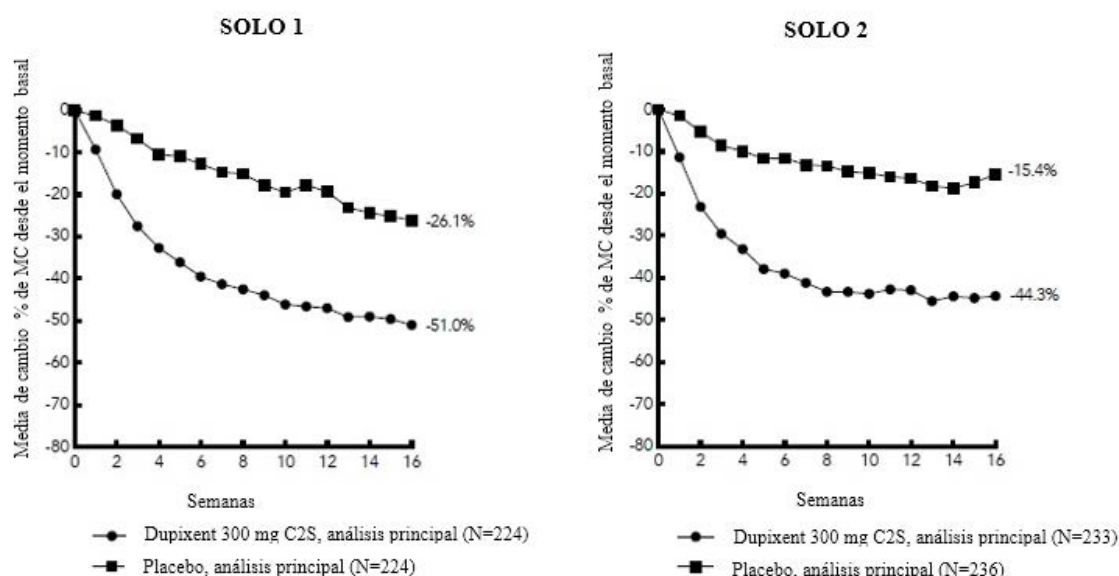 SOLO 1
Media de cambio % de MC desde el momento basal
0
-10
-20
-30
-40
-50
-60
-70
-80
-26.1%
-51.0%
0 2 4 6 8 10 12 14 16
Semanas
Dupixent 300 mg C2S, análisis principal (N=224)
Placebo, análisis principal (N=224)
SOLO 2
Media de cambio % de MC desde el momento basal
0
-10
-20
-30
-40
-50
-60
-70
-80
-15.4%
-44.3%
0 2 4 6 8 10 12 14 16
Semanas
Dupixent 300 mg C2S, análisis principal (N=233)
Placebo, análisis principal (N=236)